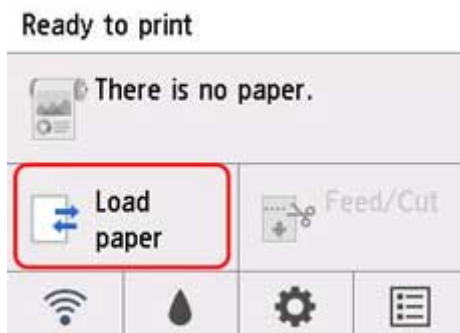 Ready to print
There is no paper.
Load
paper
Feed/Cut